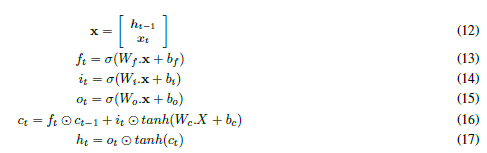 x = [ h_{t-1} (12)
x_t ]
f_t = σ(W_f.x + b_f) (13)
i_t = σ(W_i.x + b_i) (14)
o_t = σ(W_o.x + b_o) (15)
c_t = f_t ⊙ c_{t-1} + i_t ⊙ tanh(W_c.X + b_c) (16)
h_t = o_t ⊙ tanh(c_t) (17)